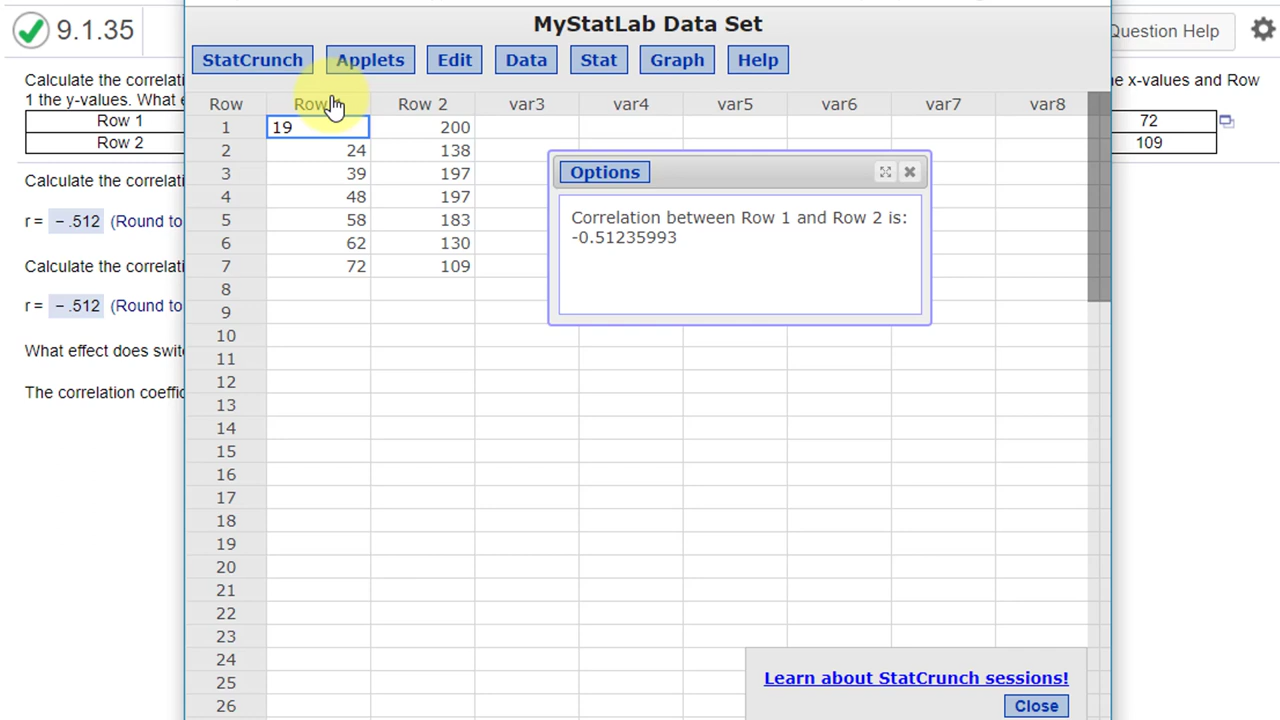 9.1.35
MyStatLab Data Set
Question Help
StatCrunch Applets Edit Data Stat Graph Help
Calculate the correlati
x-values and Row
1 the y-values. What e
Row 1 72
Row 2 109
Calculate the correlati
r = − .512 (Round to
Calculate the correlati
r = − .512 (Round to
What effect does swit
The correlation coeffic
Row Row Row 2 var3 var4 var5 var6 var7 var8
1 19 200
2 24 138
3 39 197
4 48 197
5 58 183
6 62 130
7 72 109
8
9
10
11
12
13
14
15
16
17
18
19
20
21
22
23
24
25
26
Options
Correlation between Row 1 and Row 2 is:
-0.51235993
Learn about StatCrunch sessions!
Close